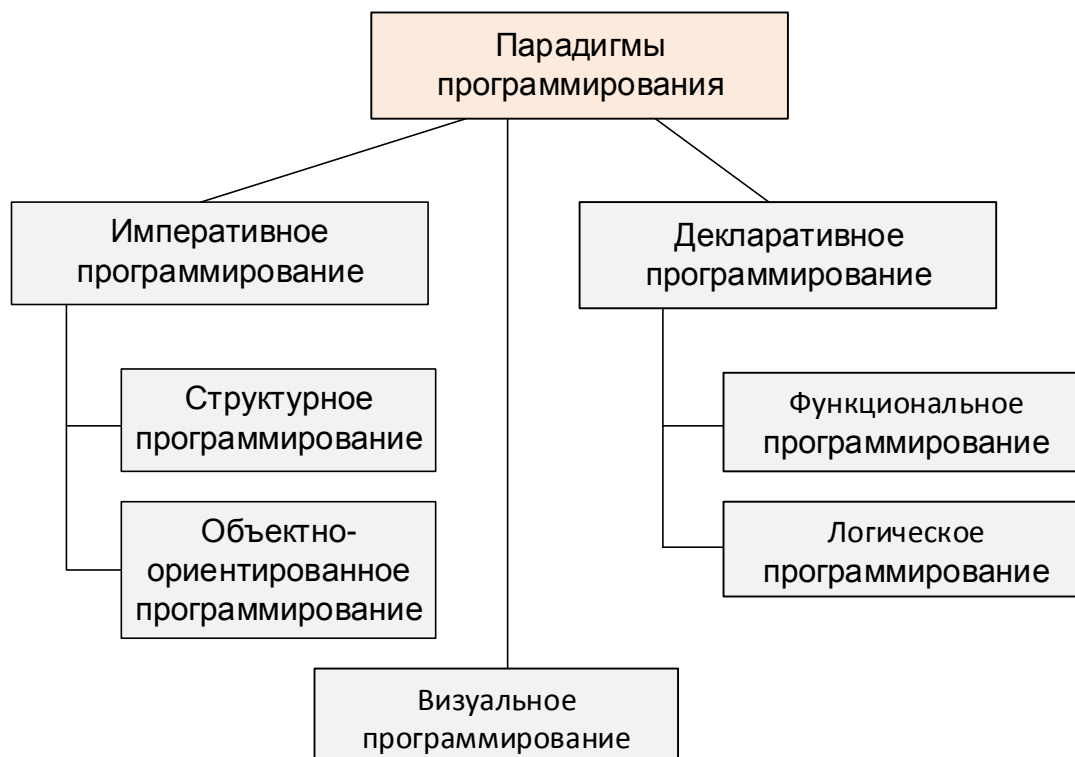 Парадигмы
программирования
Императивное
программирование
Структурное
программирование
Объектно-
ориентированное
программирование
Декларативное
программирование
Функциональное
программирование
Логическое
программирование
Визуальное
программирование